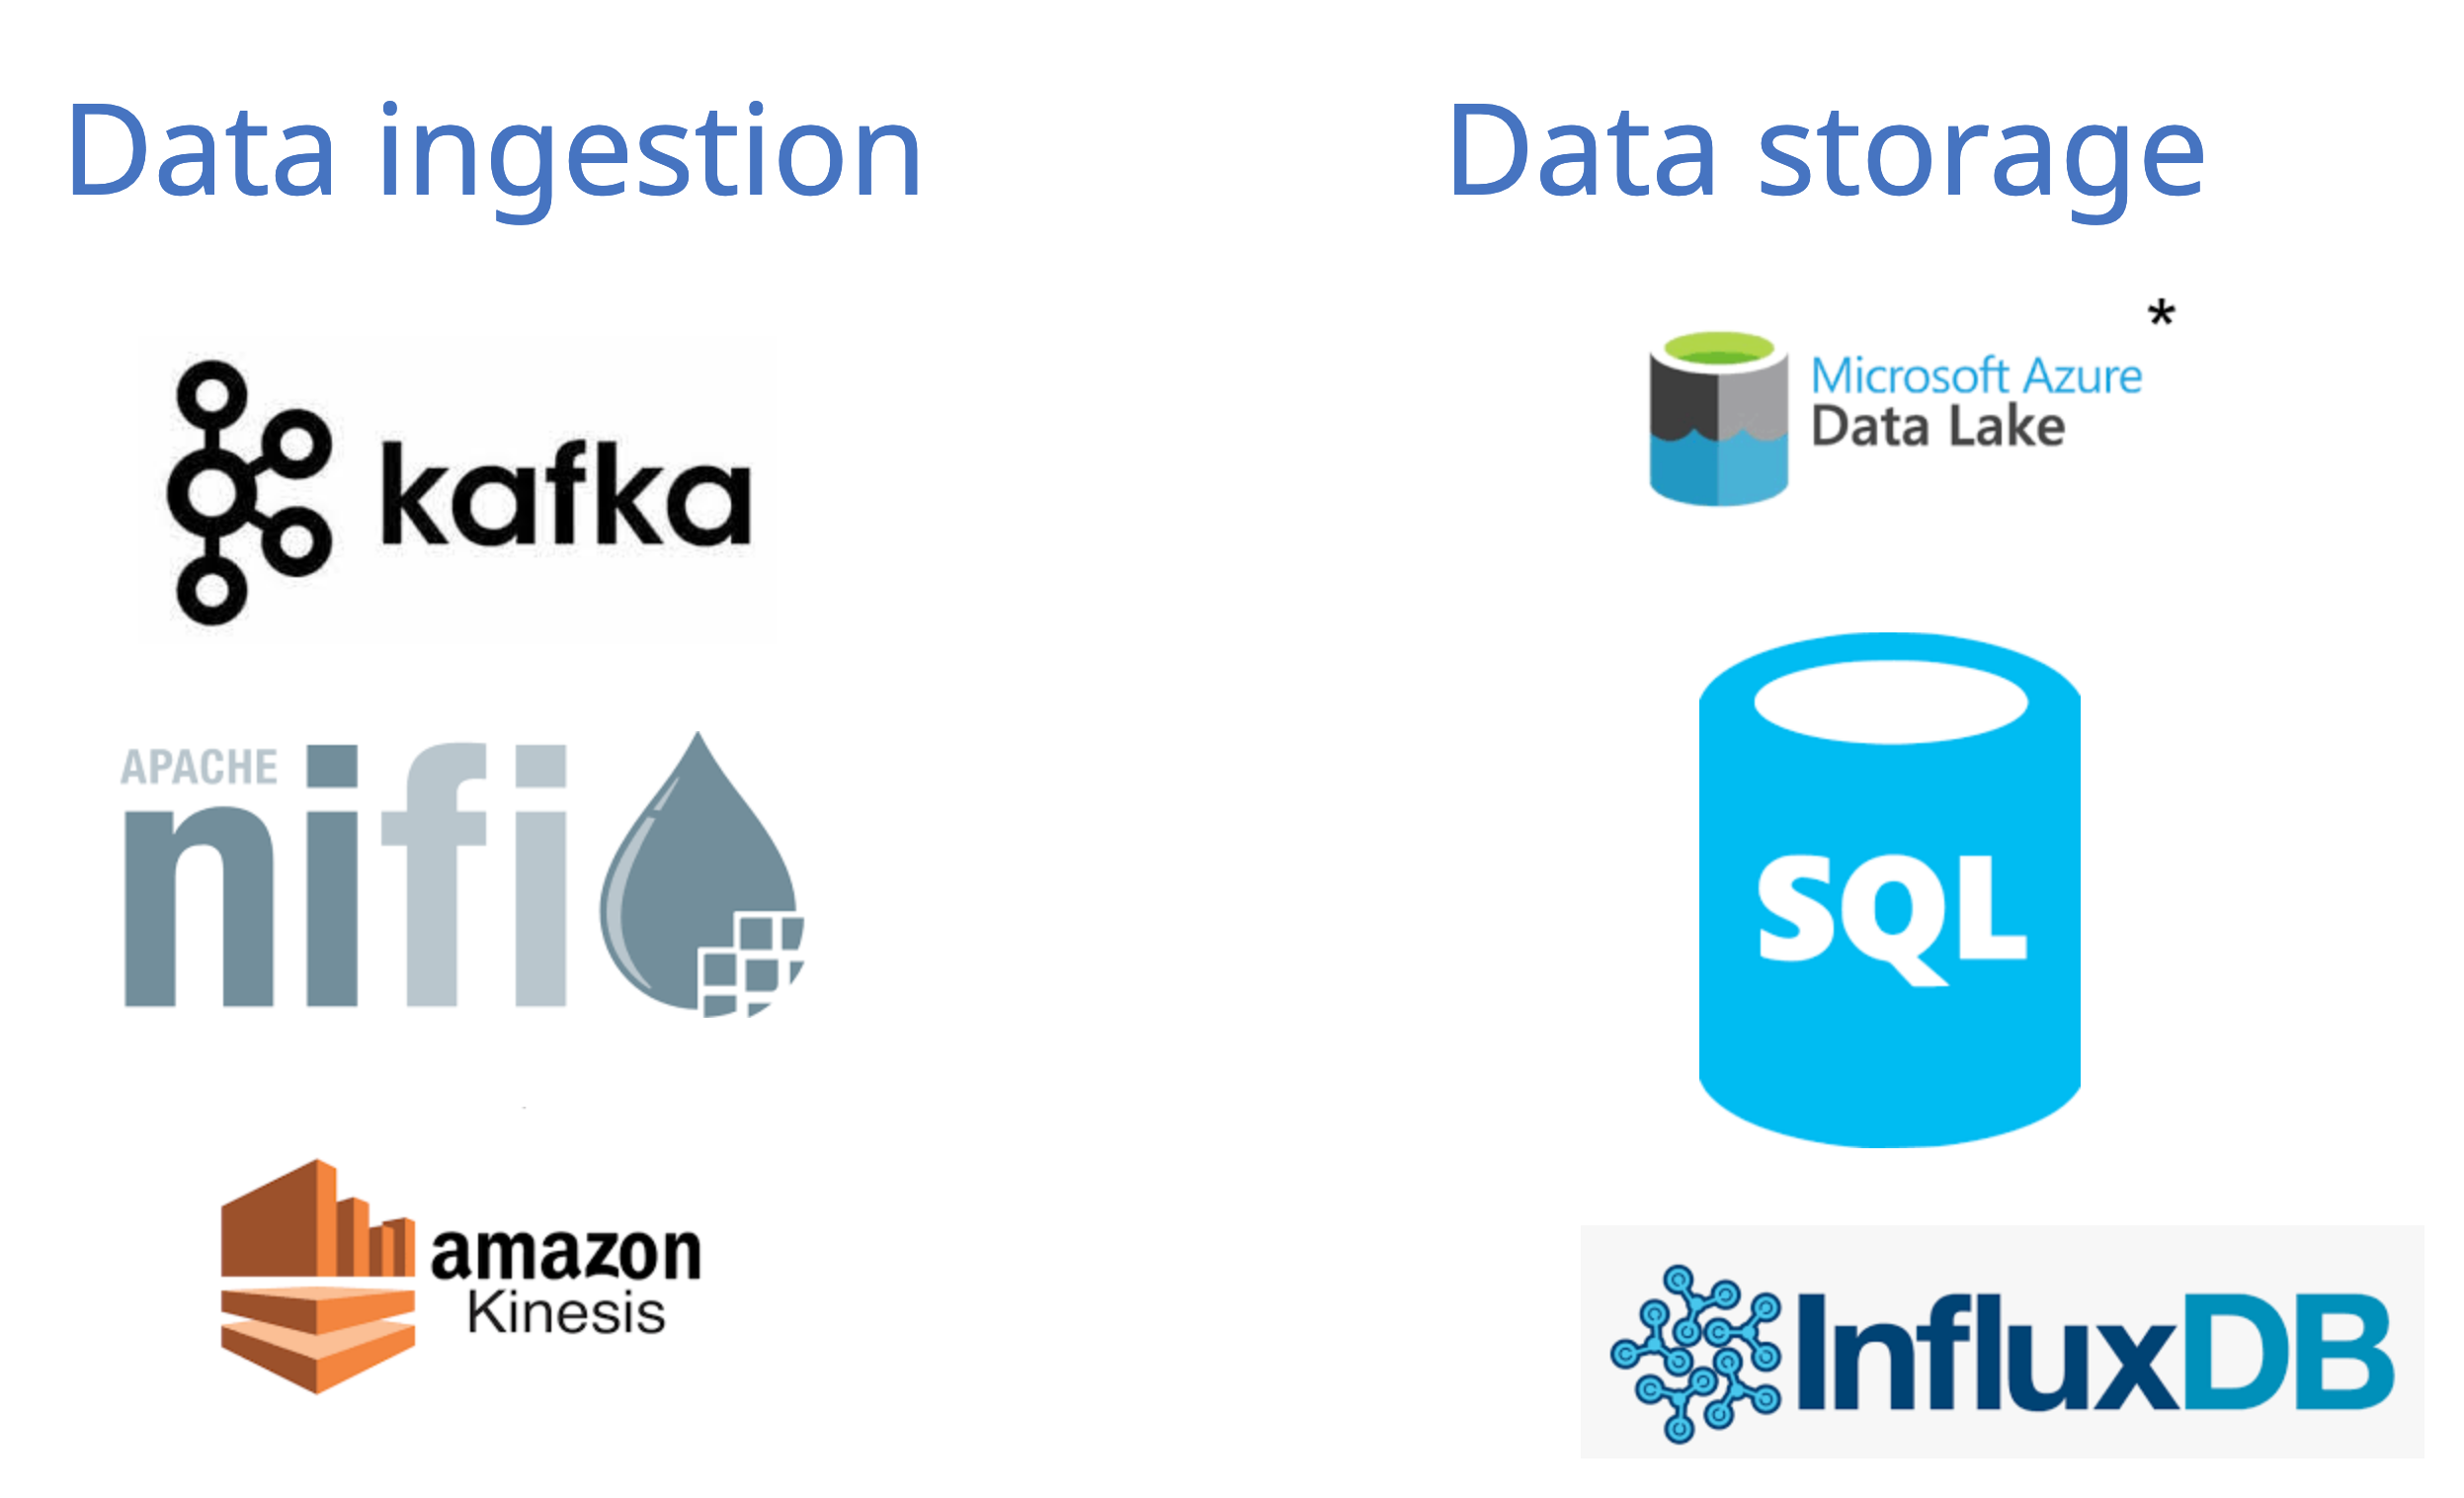 Data ingestion
kafka
APACHE
nifi
amazon
Kinesis
Data storage
*
Microsoft Azure
Data Lake
SQL
InfluxDB